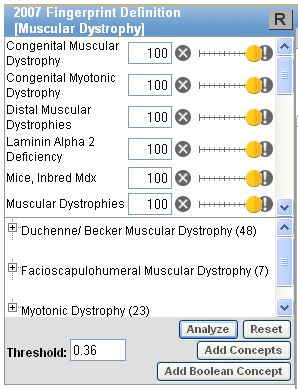 2007 Fingerprint Definition
[Muscular Dystrophy]
R
Congenital Muscular
Dystrophy
100
Congenital Myotonic
Dystrophy
100
Distal Muscular
Dystrophies
100
Laminin Alpha 2
Deficiency
100
Mice, Inbred Mdx
100
Muscular Dystrophies
100
Duchenne/ Becker Muscular Dystrophy (48)
Facioscapulohumeral Muscular Dystrophy (7)
Myotonic Dystrophy (23)
Analyze
Reset
Threshold:
0.36
Add Concepts
Add Boolean Concept